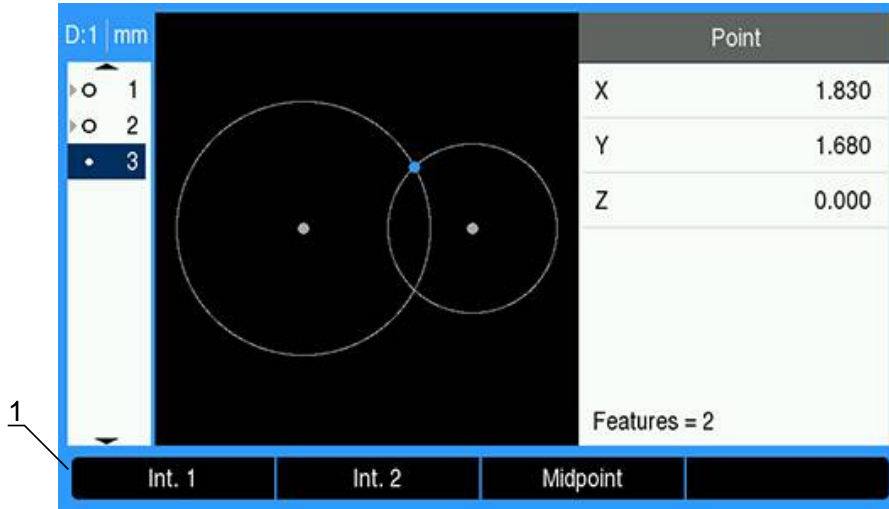 D:1 mm
Point
1
2
3
X 1.830
Y 1.680
Z 0.000
Features = 2
1
Int. 1 Int. 2 Midpoint